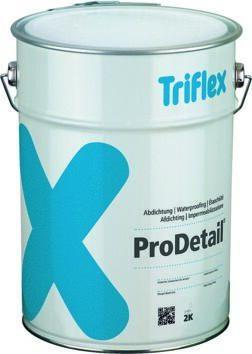 Triflex
Abdichtung | Waterproofing | Étanchéité
Afdichting | Impermeabilizzazione
ProDetail®
2K